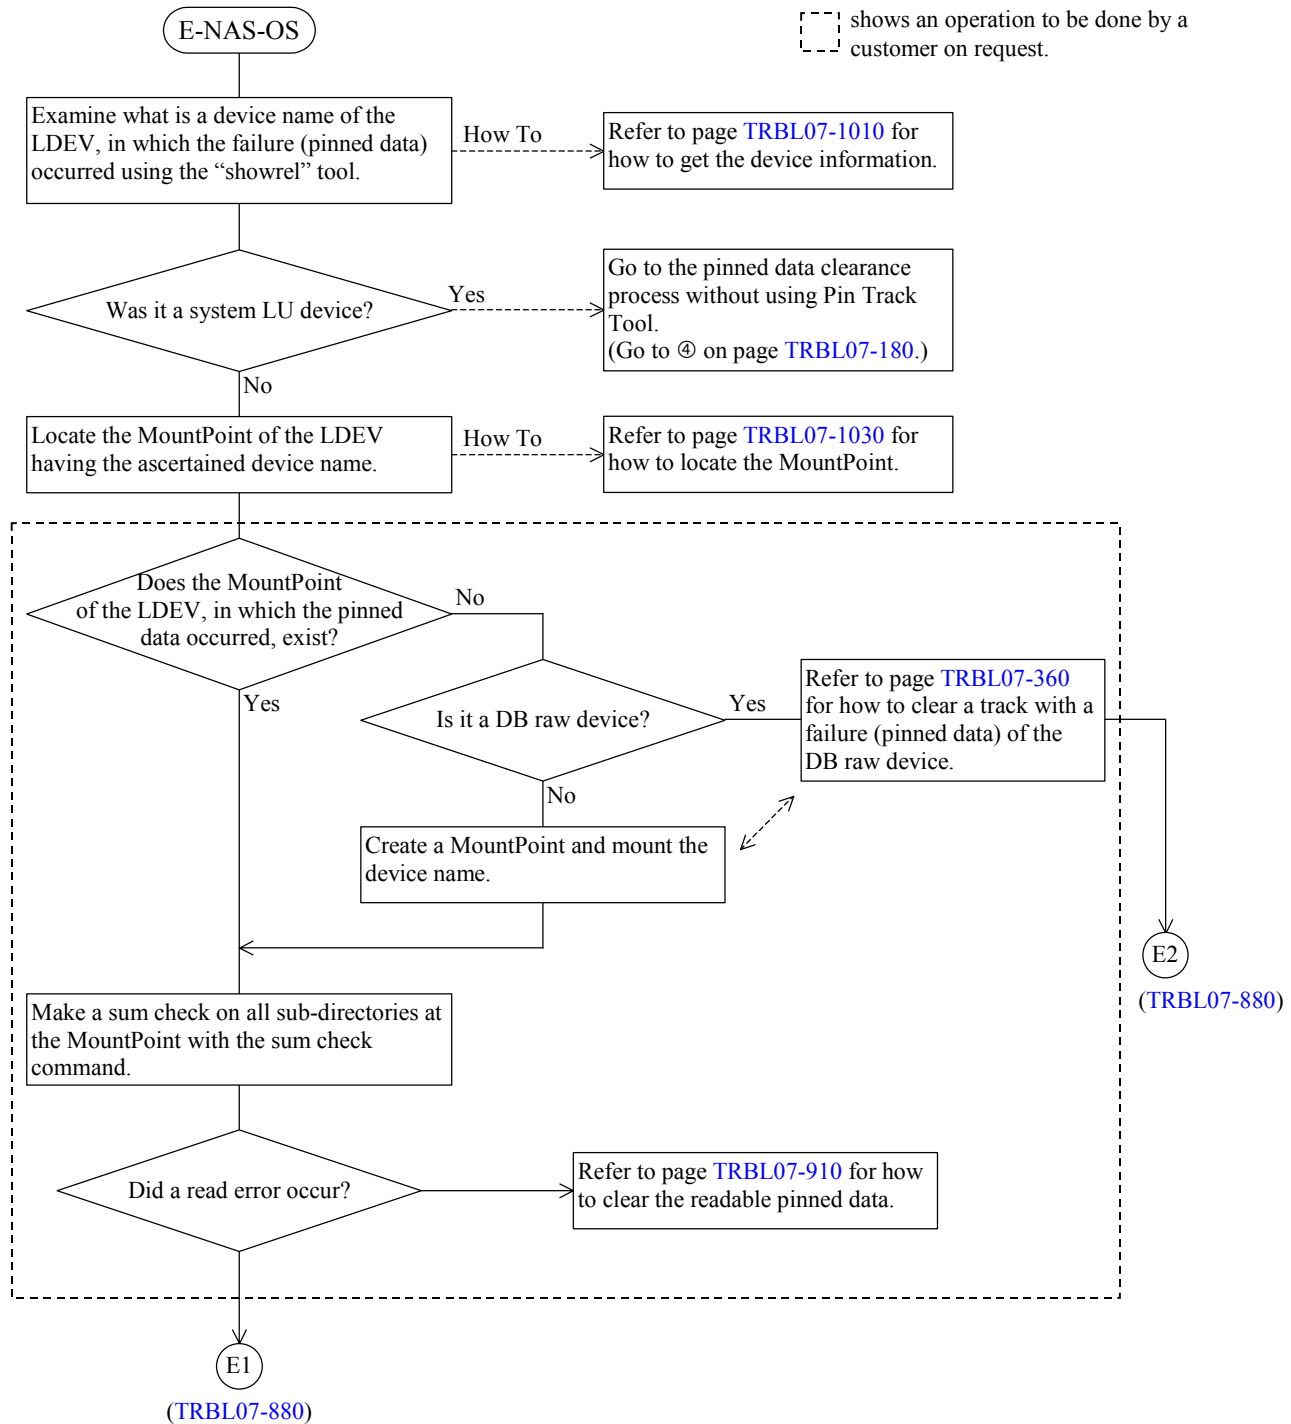 E-NAS-OS
shows an operation to be done by a
customer on request.
Examine what is a device name of the
LDEV, in which the failure (pinned data)
occurred using the “showrel” tool.
How To
Refer to page TRBL07-1010 for
how to get the device information.
Was it a system LU device?
Yes
Go to the pinned data clearance
process without using Pin Track
Tool.
(Go to ④ on page TRBL07-180.)
No
Locate the MountPoint of the LDEV
having the ascertained device name.
How To
Refer to page TRBL07-1030 for
how to locate the MountPoint.
Does the MountPoint
of the LDEV, in which the pinned
data occurred, exist?
No
Yes
Is it a DB raw device?
Yes
Refer to page TRBL07-360
for how to clear a track with a
failure (pinned data) of the
DB raw device.
No
Create a MountPoint and mount the
device name.
E2
(TRBL07-880)
Make a sum check on all sub-directories at
the MountPoint with the sum check
command.
Did a read error occur?
Refer to page TRBL07-910 for how
to clear the readable pinned data.
E1
(TRBL07-880)